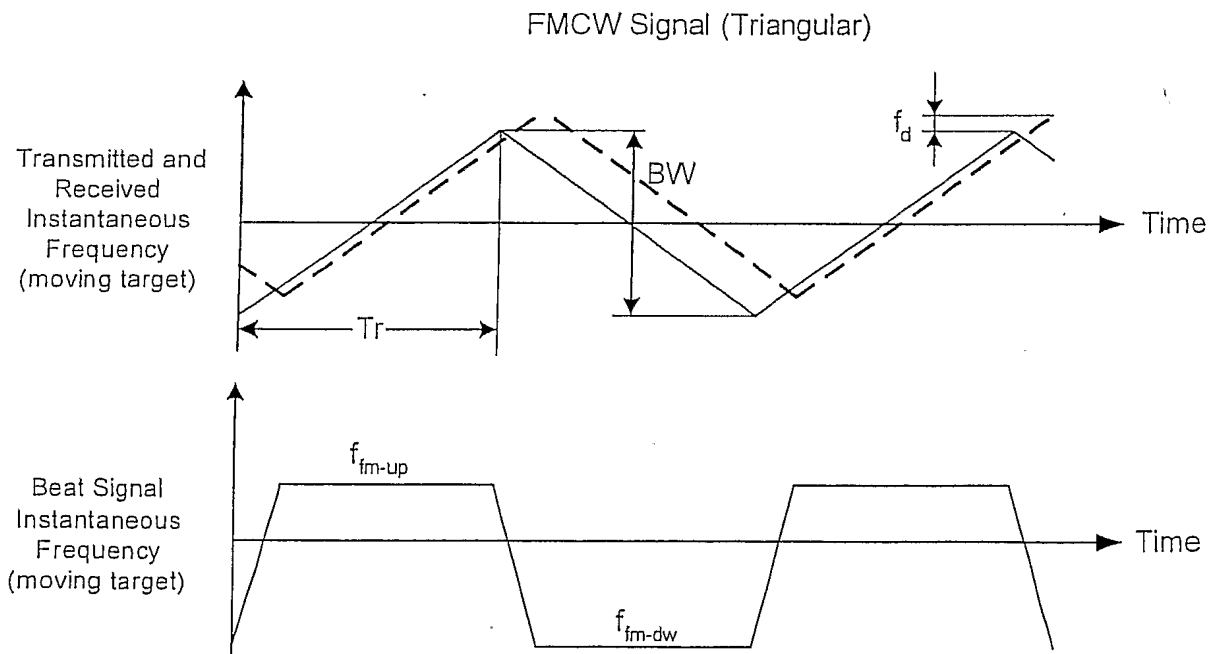 FMCW Signal (Triangular)
f_d
Transmitted and
Received
Instantaneous
Frequency
(moving target)
BW
Time
Tr
f_fm-up
Beat Signal
Instantaneous
Frequency
(moving target)
Time
f_fm-dw